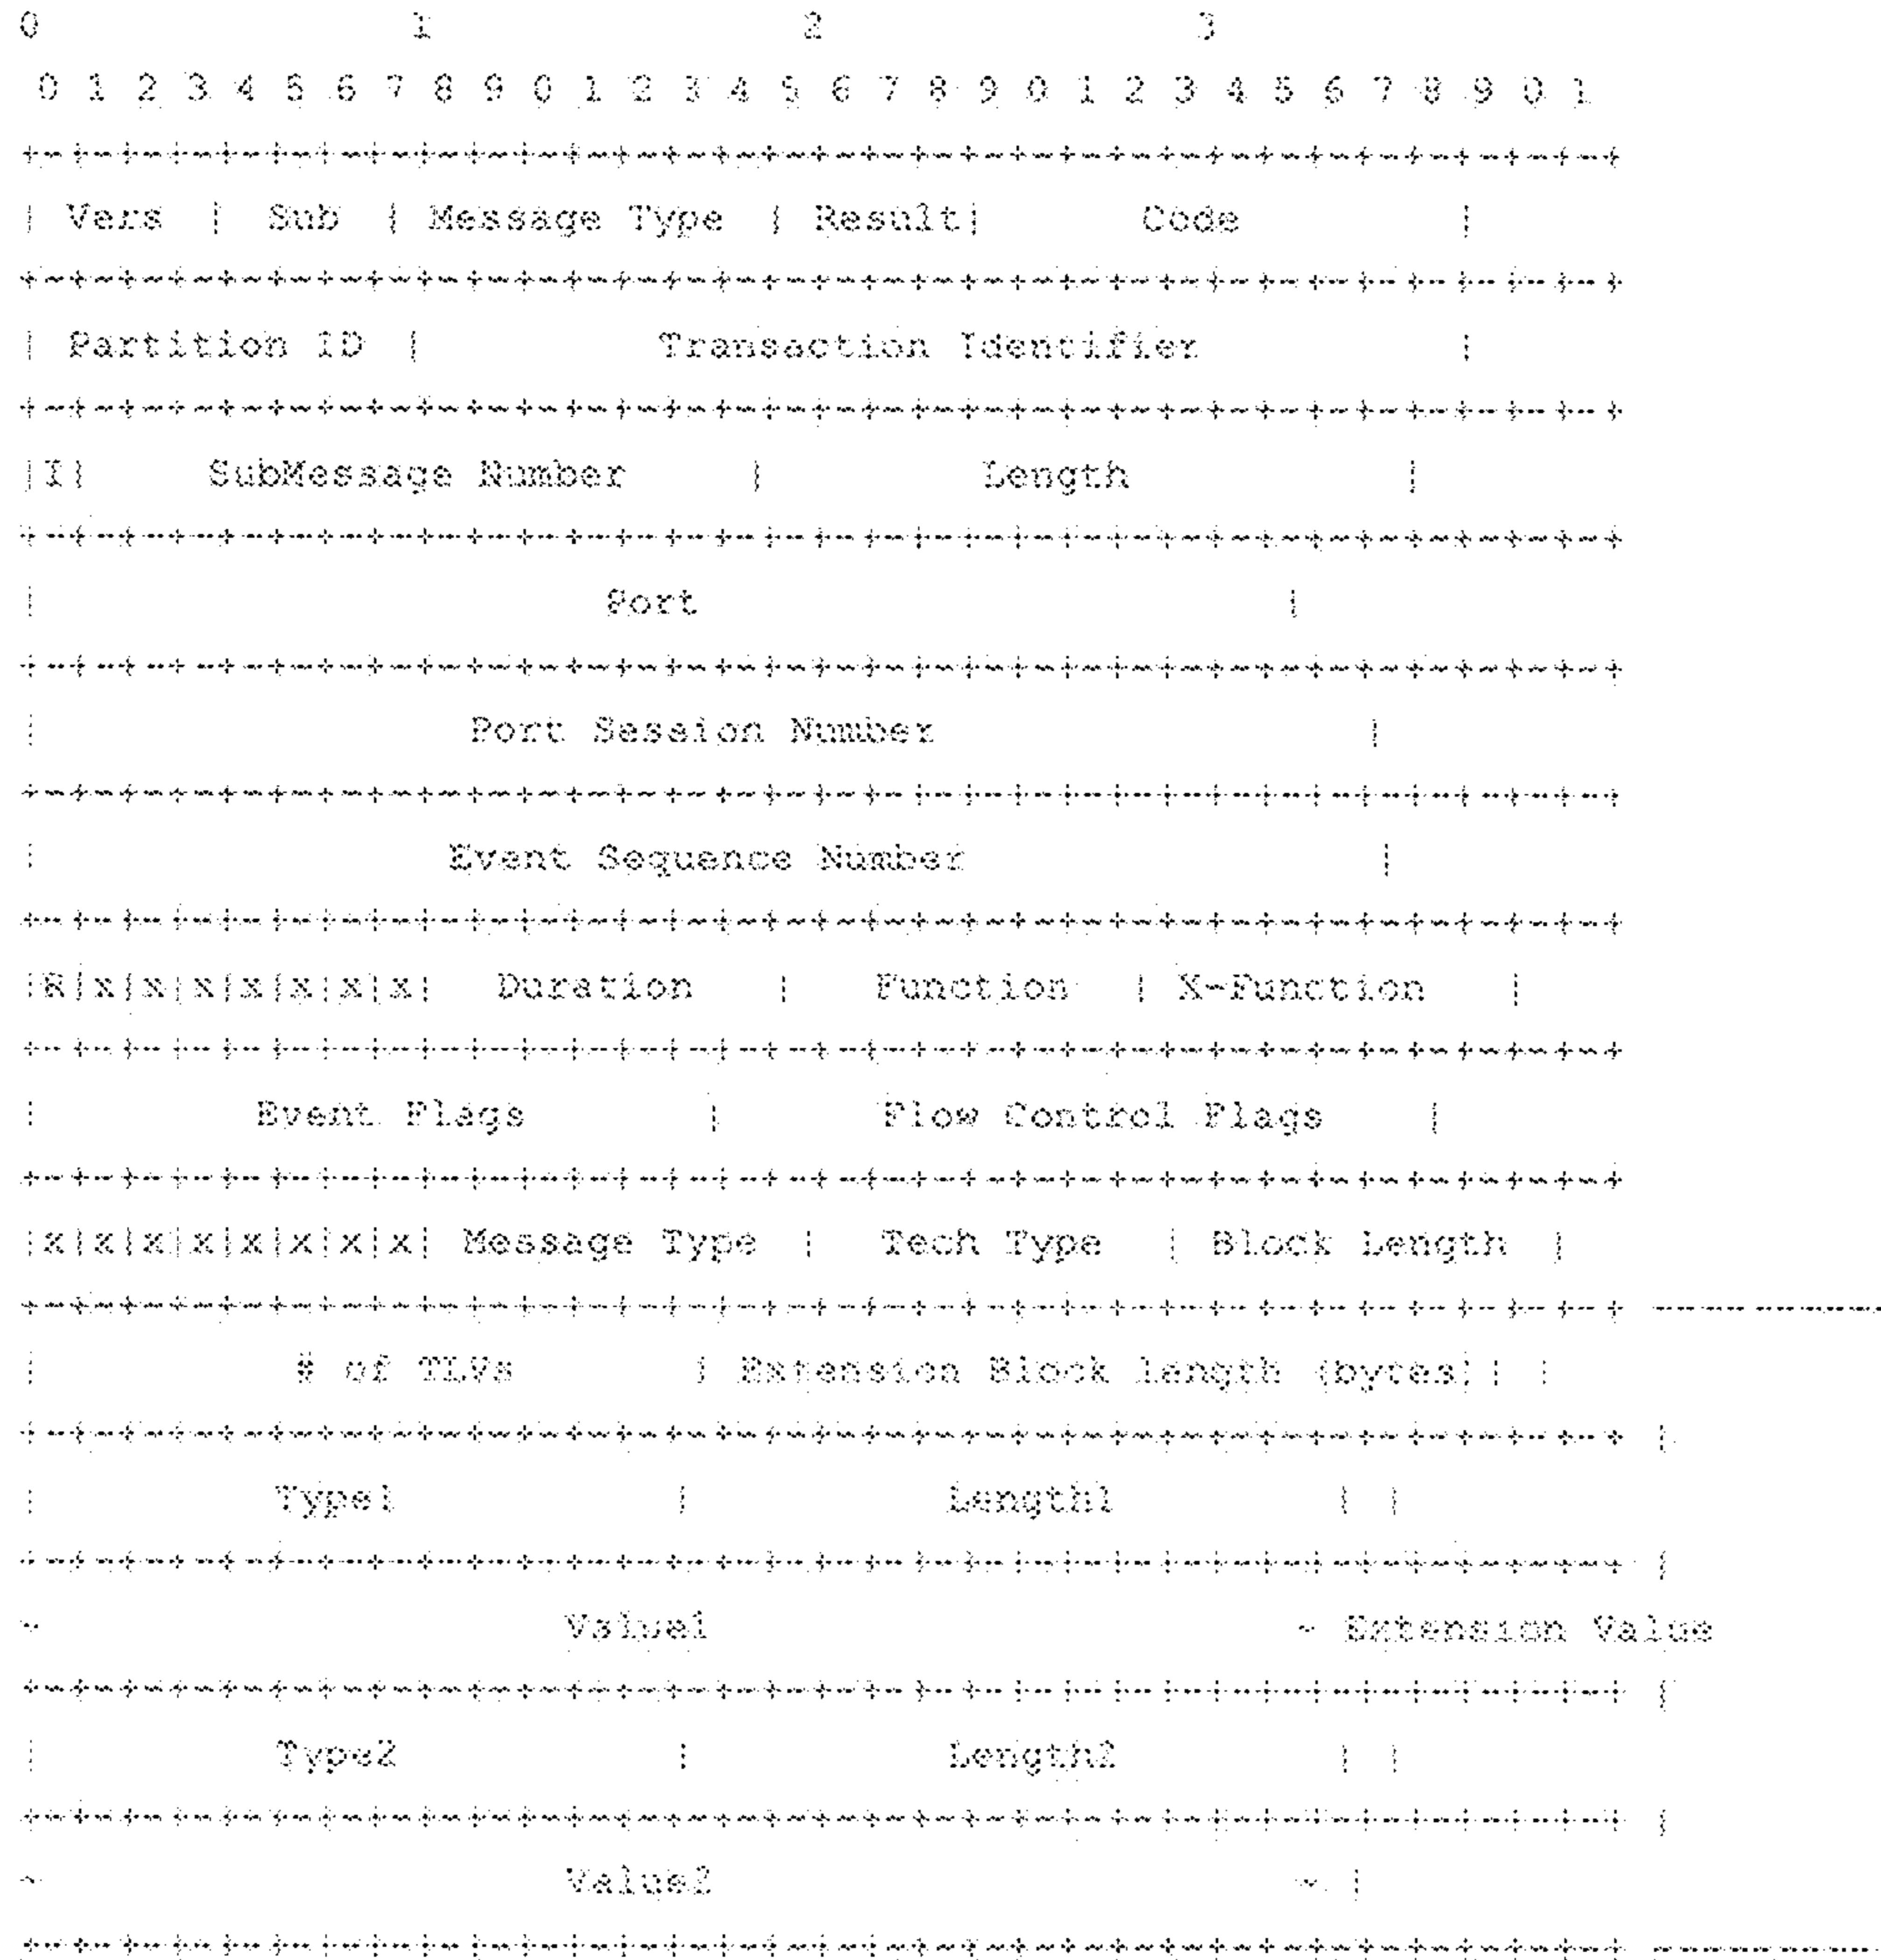 0 1 2 3
0 1 2 3 4 5 6 7 8 9 0 1 2 3 4 5 6 7 8 9 0 1 2 3 4 5 6 7 8 9 0 1
+-+-+-+-+-+-+-+-+-+-+-+-+-+-+-+-+-+-+-+-+-+-+-+-+-+-+-+-+-+-+-+-+
| Vers | Sub | Message Type | Result| Code |
+-+-+-+-+-+-+-+-+-+-+-+-+-+-+-+-+-+-+-+-+-+-+-+-+-+-+-+-+-+-+-+-+
| Partition ID | Transaction Identifier |
+-+-+-+-+-+-+-+-+-+-+-+-+-+-+-+-+-+-+-+-+-+-+-+-+-+-+-+-+-+-+-+-+
|I| SubMessage Number | Length |
+-+-+-+-+-+-+-+-+-+-+-+-+-+-+-+-+-+-+-+-+-+-+-+-+-+-+-+-+-+-+-+-+
| Port |
+-+-+-+-+-+-+-+-+-+-+-+-+-+-+-+-+-+-+-+-+-+-+-+-+-+-+-+-+-+-+-+-+
| Port Session Number |
+-+-+-+-+-+-+-+-+-+-+-+-+-+-+-+-+-+-+-+-+-+-+-+-+-+-+-+-+-+-+-+-+
| Event Sequence Number |
+-+-+-+-+-+-+-+-+-+-+-+-+-+-+-+-+-+-+-+-+-+-+-+-+-+-+-+-+-+-+-+-+
|R|x|x|x|x|x|x|x| Duration | Function | X-Function |
+-+-+-+-+-+-+-+-+-+-+-+-+-+-+-+-+-+-+-+-+-+-+-+-+-+-+-+-+-+-+-+-+
| Event Flags | Flow Control Flags |
+-+-+-+-+-+-+-+-+-+-+-+-+-+-+-+-+-+-+-+-+-+-+-+-+-+-+-+-+-+-+-+-+
|x|x|x|x|x|x|x|x| Message Type | Tech Type | Block Length |
+-+-+-+-+-+-+-+-+-+-+-+-+-+-+-+-+-+-+-+-+-+-+-+-+-+-+-+-+-+-+-+-+ ---------
| # of TLVs | Extension Block length (bytes)| |
+-+-+-+-+-+-+-+-+-+-+-+-+-+-+-+-+-+-+-+-+-+-+-+-+-+-+-+-+-+-+-+-+ |
| Type1 | Length1 | |
+-+-+-+-+-+-+-+-+-+-+-+-+-+-+-+-+-+-+-+-+-+-+-+-+-+-+-+-+-+-+-+-+ |
~ Value1 ~ Extension Value
+-+-+-+-+-+-+-+-+-+-+-+-+-+-+-+-+-+-+-+-+-+-+-+-+-+-+-+-+-+-+-+-+ |
| Type2 | Length2 | |
+-+-+-+-+-+-+-+-+-+-+-+-+-+-+-+-+-+-+-+-+-+-+-+-+-+-+-+-+-+-+-+-+ |
~ Value2 ~ |
+-+-+-+-+-+-+-+-+-+-+-+-+-+-+-+-+-+-+-+-+-+-+-+-+-+-+-+-+-+-+-+-+ ---------